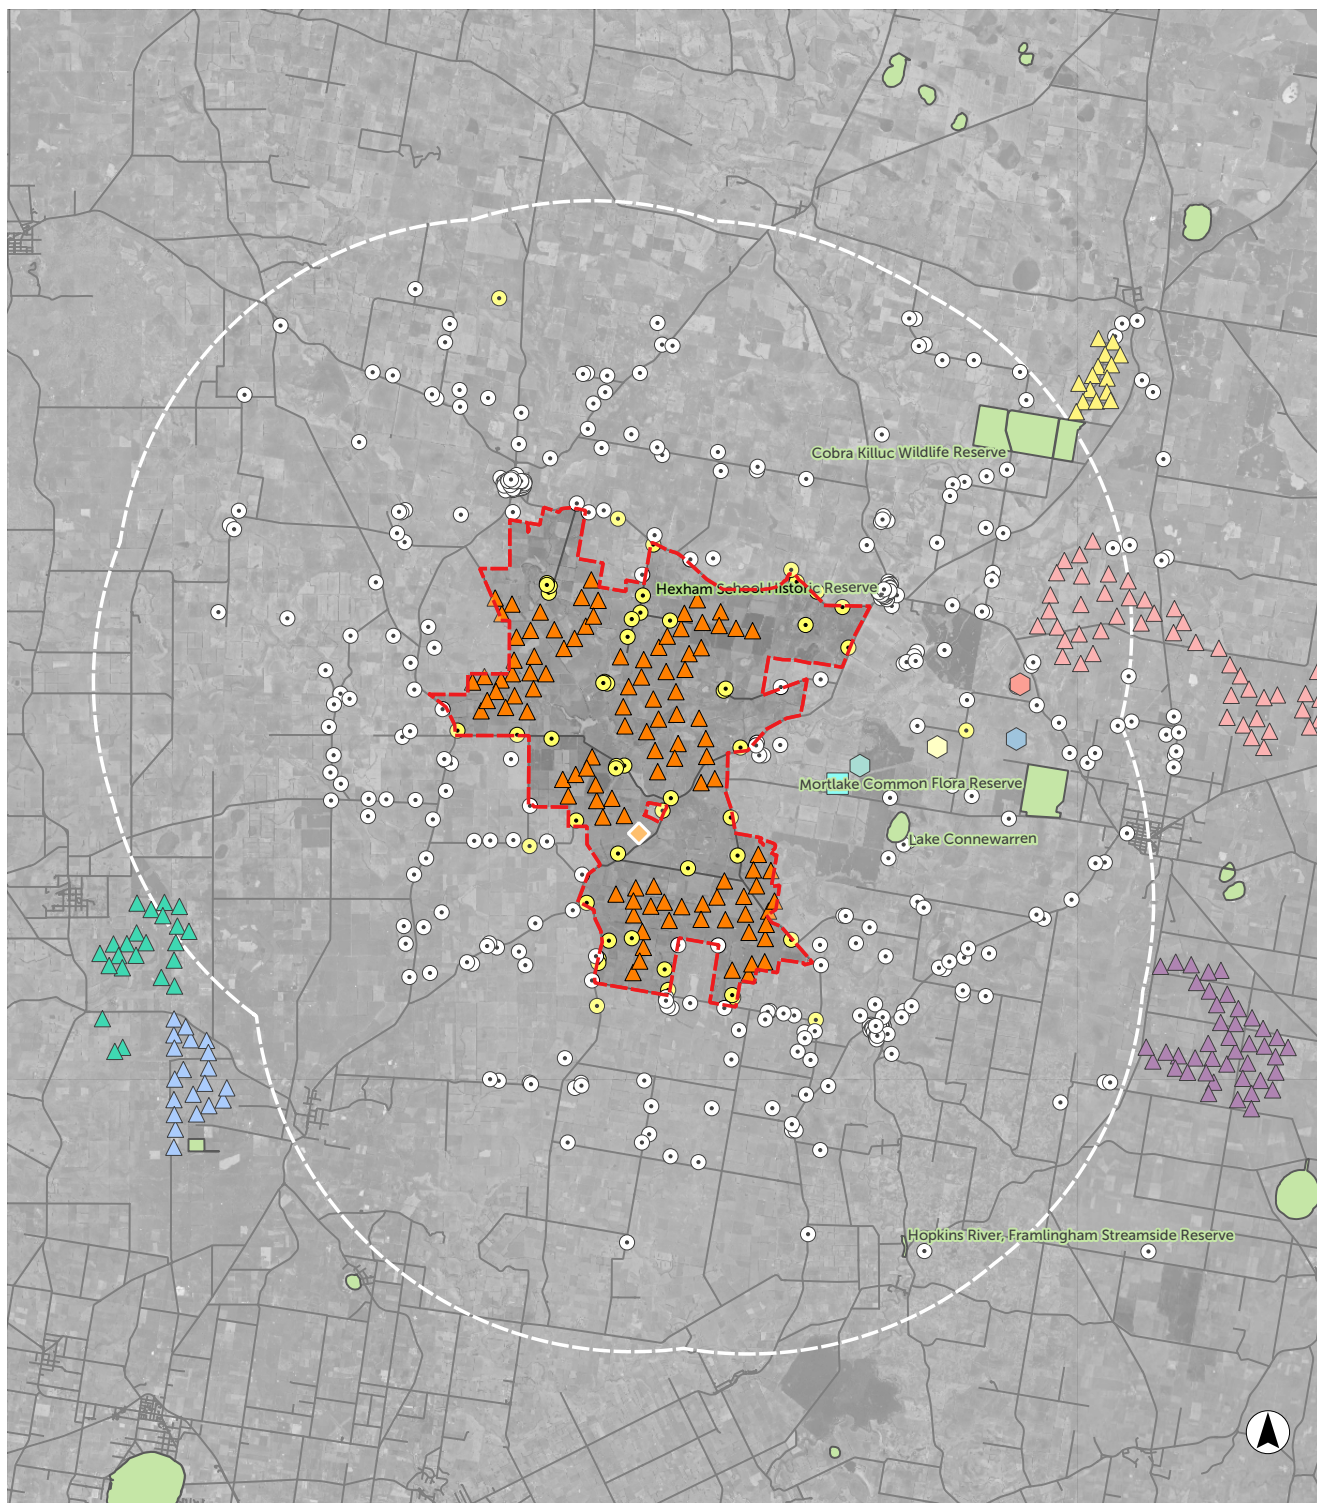 Cobra Killuc Wildlife Reserve
Hexham School Historic Reserve
Mortlake Common Flora Reserve
Lake Connewarren
Hopkins River, Framlingham Streamside Reserve